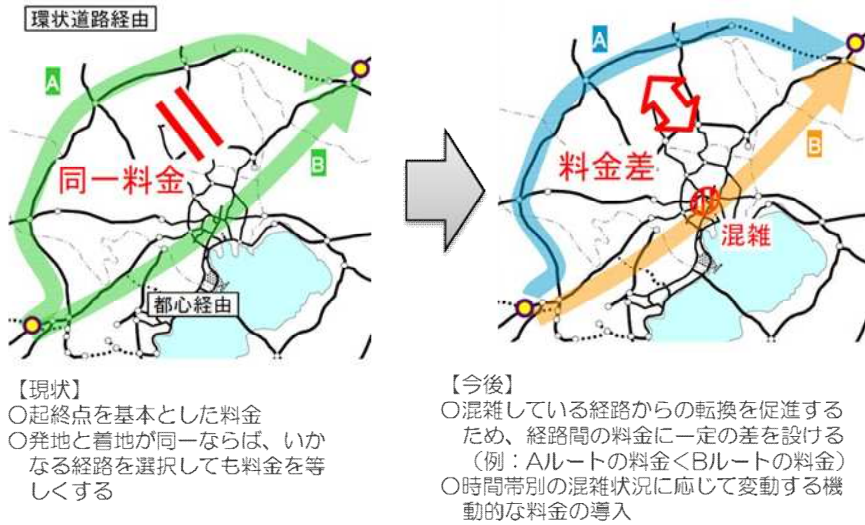 環状道路経由
A
同一料金
B
都心経由
【現状】
○起終点を基本とした料金
○発地と着地が同一ならば、いか
なる経路を選択しても料金を等
しくする
A
料金差
B
混雑
【今後】
○混雑している経路からの転換を促進する
ため、経路間の料金に一定の差を設ける
（例：Aルートの料金＜Bルートの料金）
○時間帯別の混雑状況に応じて変動する機
動的な料金の導入